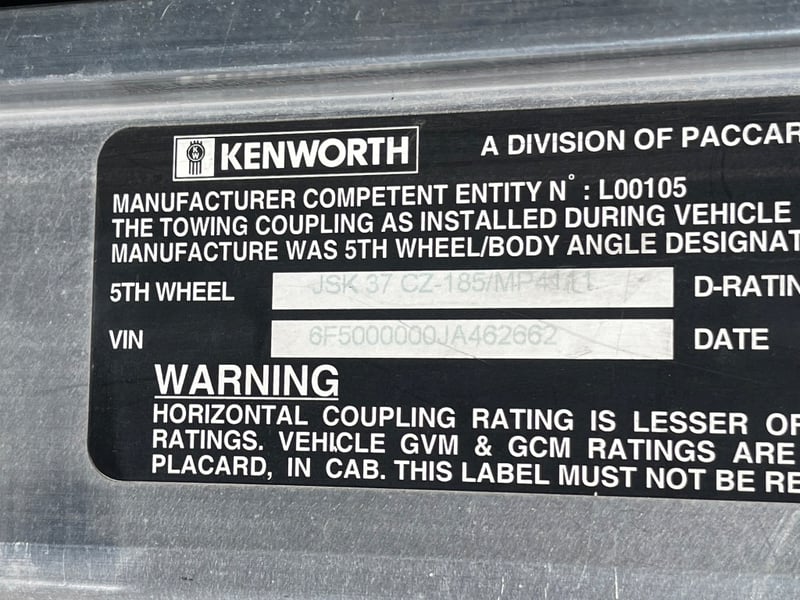 KENWORTH A DIVISION OF PACCAR
MANUFACTURER COMPETENT ENTITY N° : L00105
THE TOWING COUPLING AS INSTALLED DURING VEHICLE
MANUFACTURE WAS 5TH WHEEL/BODY ANGLE DESIGNAT
5TH WHEEL JSK 37 CZ-185/MP4111 D-RATIN
VIN 6F5000000JA462662 DATE
WARNING
HORIZONTAL COUPLING RATING IS LESSER OF
RATINGS. VEHICLE GVM & GCM RATINGS ARE
PLACARD, IN CAB. THIS LABEL MUST NOT BE RE